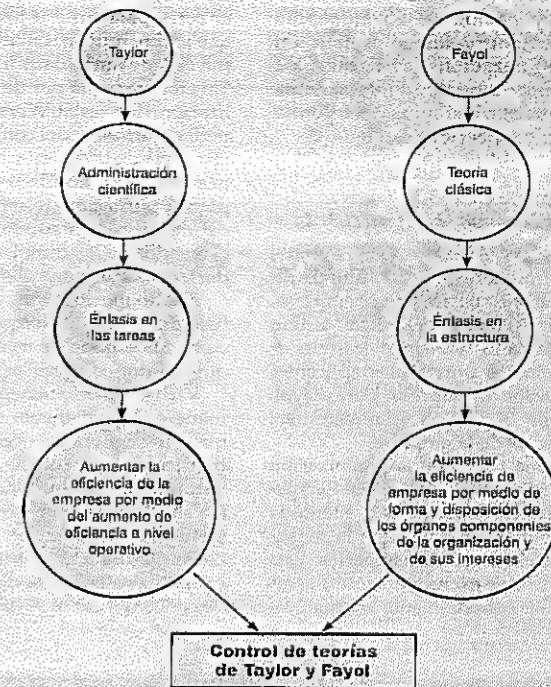 Taylor
Administración
científica
Énfasis en
las tareas
Aumentar la
eficiencia de la
empresa por medio
del aumento de
eficiencia a nivel
operativo
Fayol
Teoría
clásica
Énfasis en
la estructura
Aumentar
la eficiencia de
empresa por medio de
forma y disposición de
los órganos componentes
de la organización y
de sus intereses
Control de teorías
de Taylor y Fayol